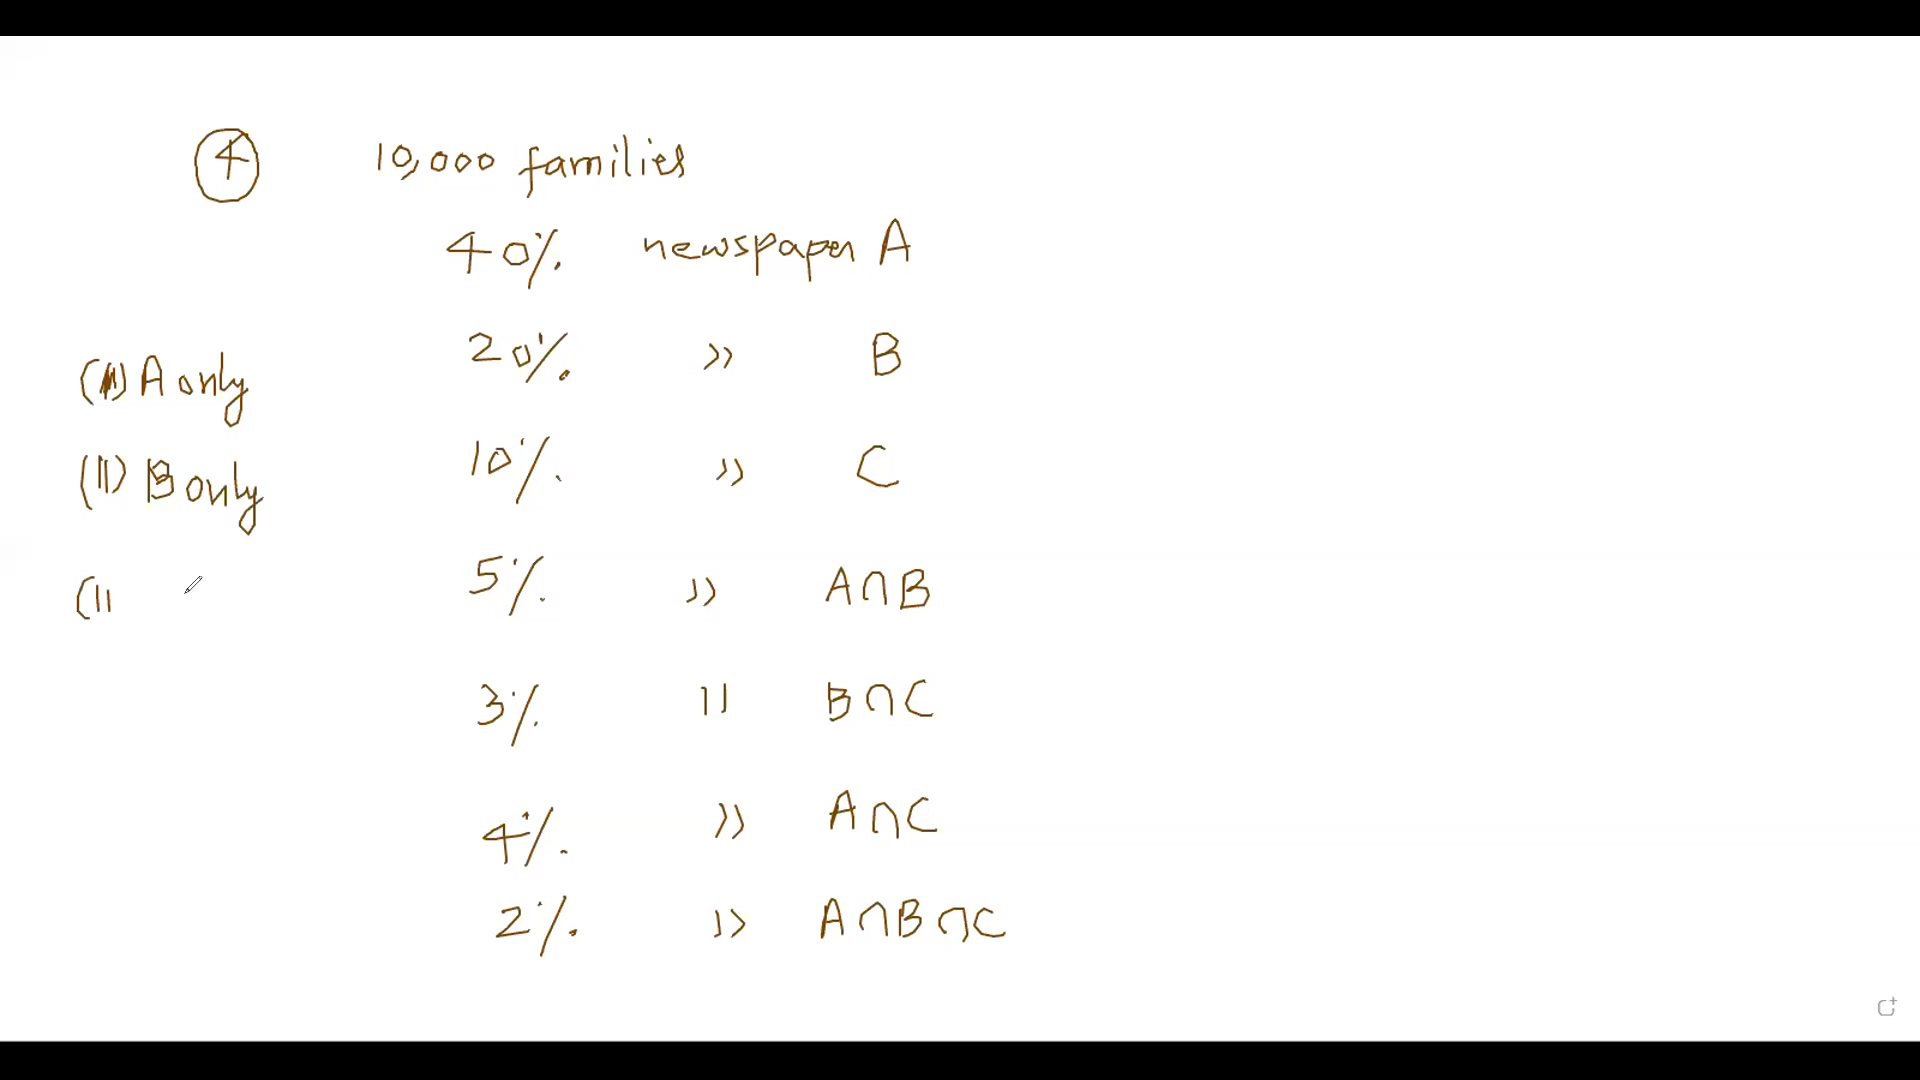 ④ 10,000 families
40% newspaper A
20% " B
(I) A only
10% " C
(II) B only
5% " A∩B
(II
3% " B∩C
4% " A∩C
2% " A∩B∩C